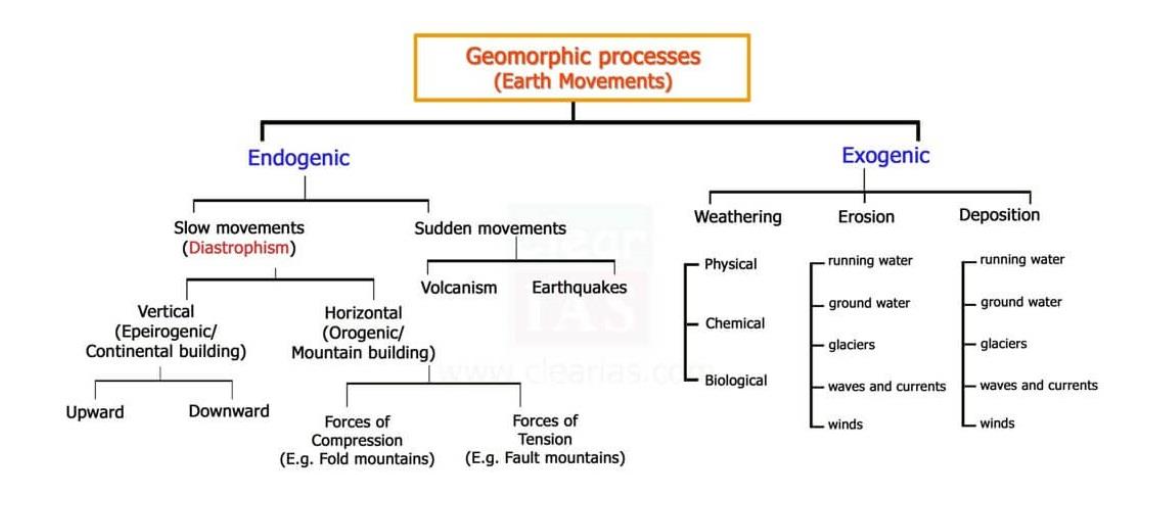 Geomorphic processes
(Earth Movements)
Endogenic
Exogenic
Slow movements
(Diastrophism)
Sudden movements
Weathering
Erosion
Deposition
Volcanism
Earthquakes
Vertical
(Epeirogenic/
Continental building)
Horizontal
(Orogenic/
Mountain building)
Upward
Downward
Forces of
Compression
(E.g. Fold mountains)
Forces of
Tension
(E.g. Fault mountains)
Physical
Chemical
Biological
running water
ground water
glaciers
waves and currents
winds
running water
ground water
glaciers
waves and currents
winds
clear
IAS
www.clearias.com